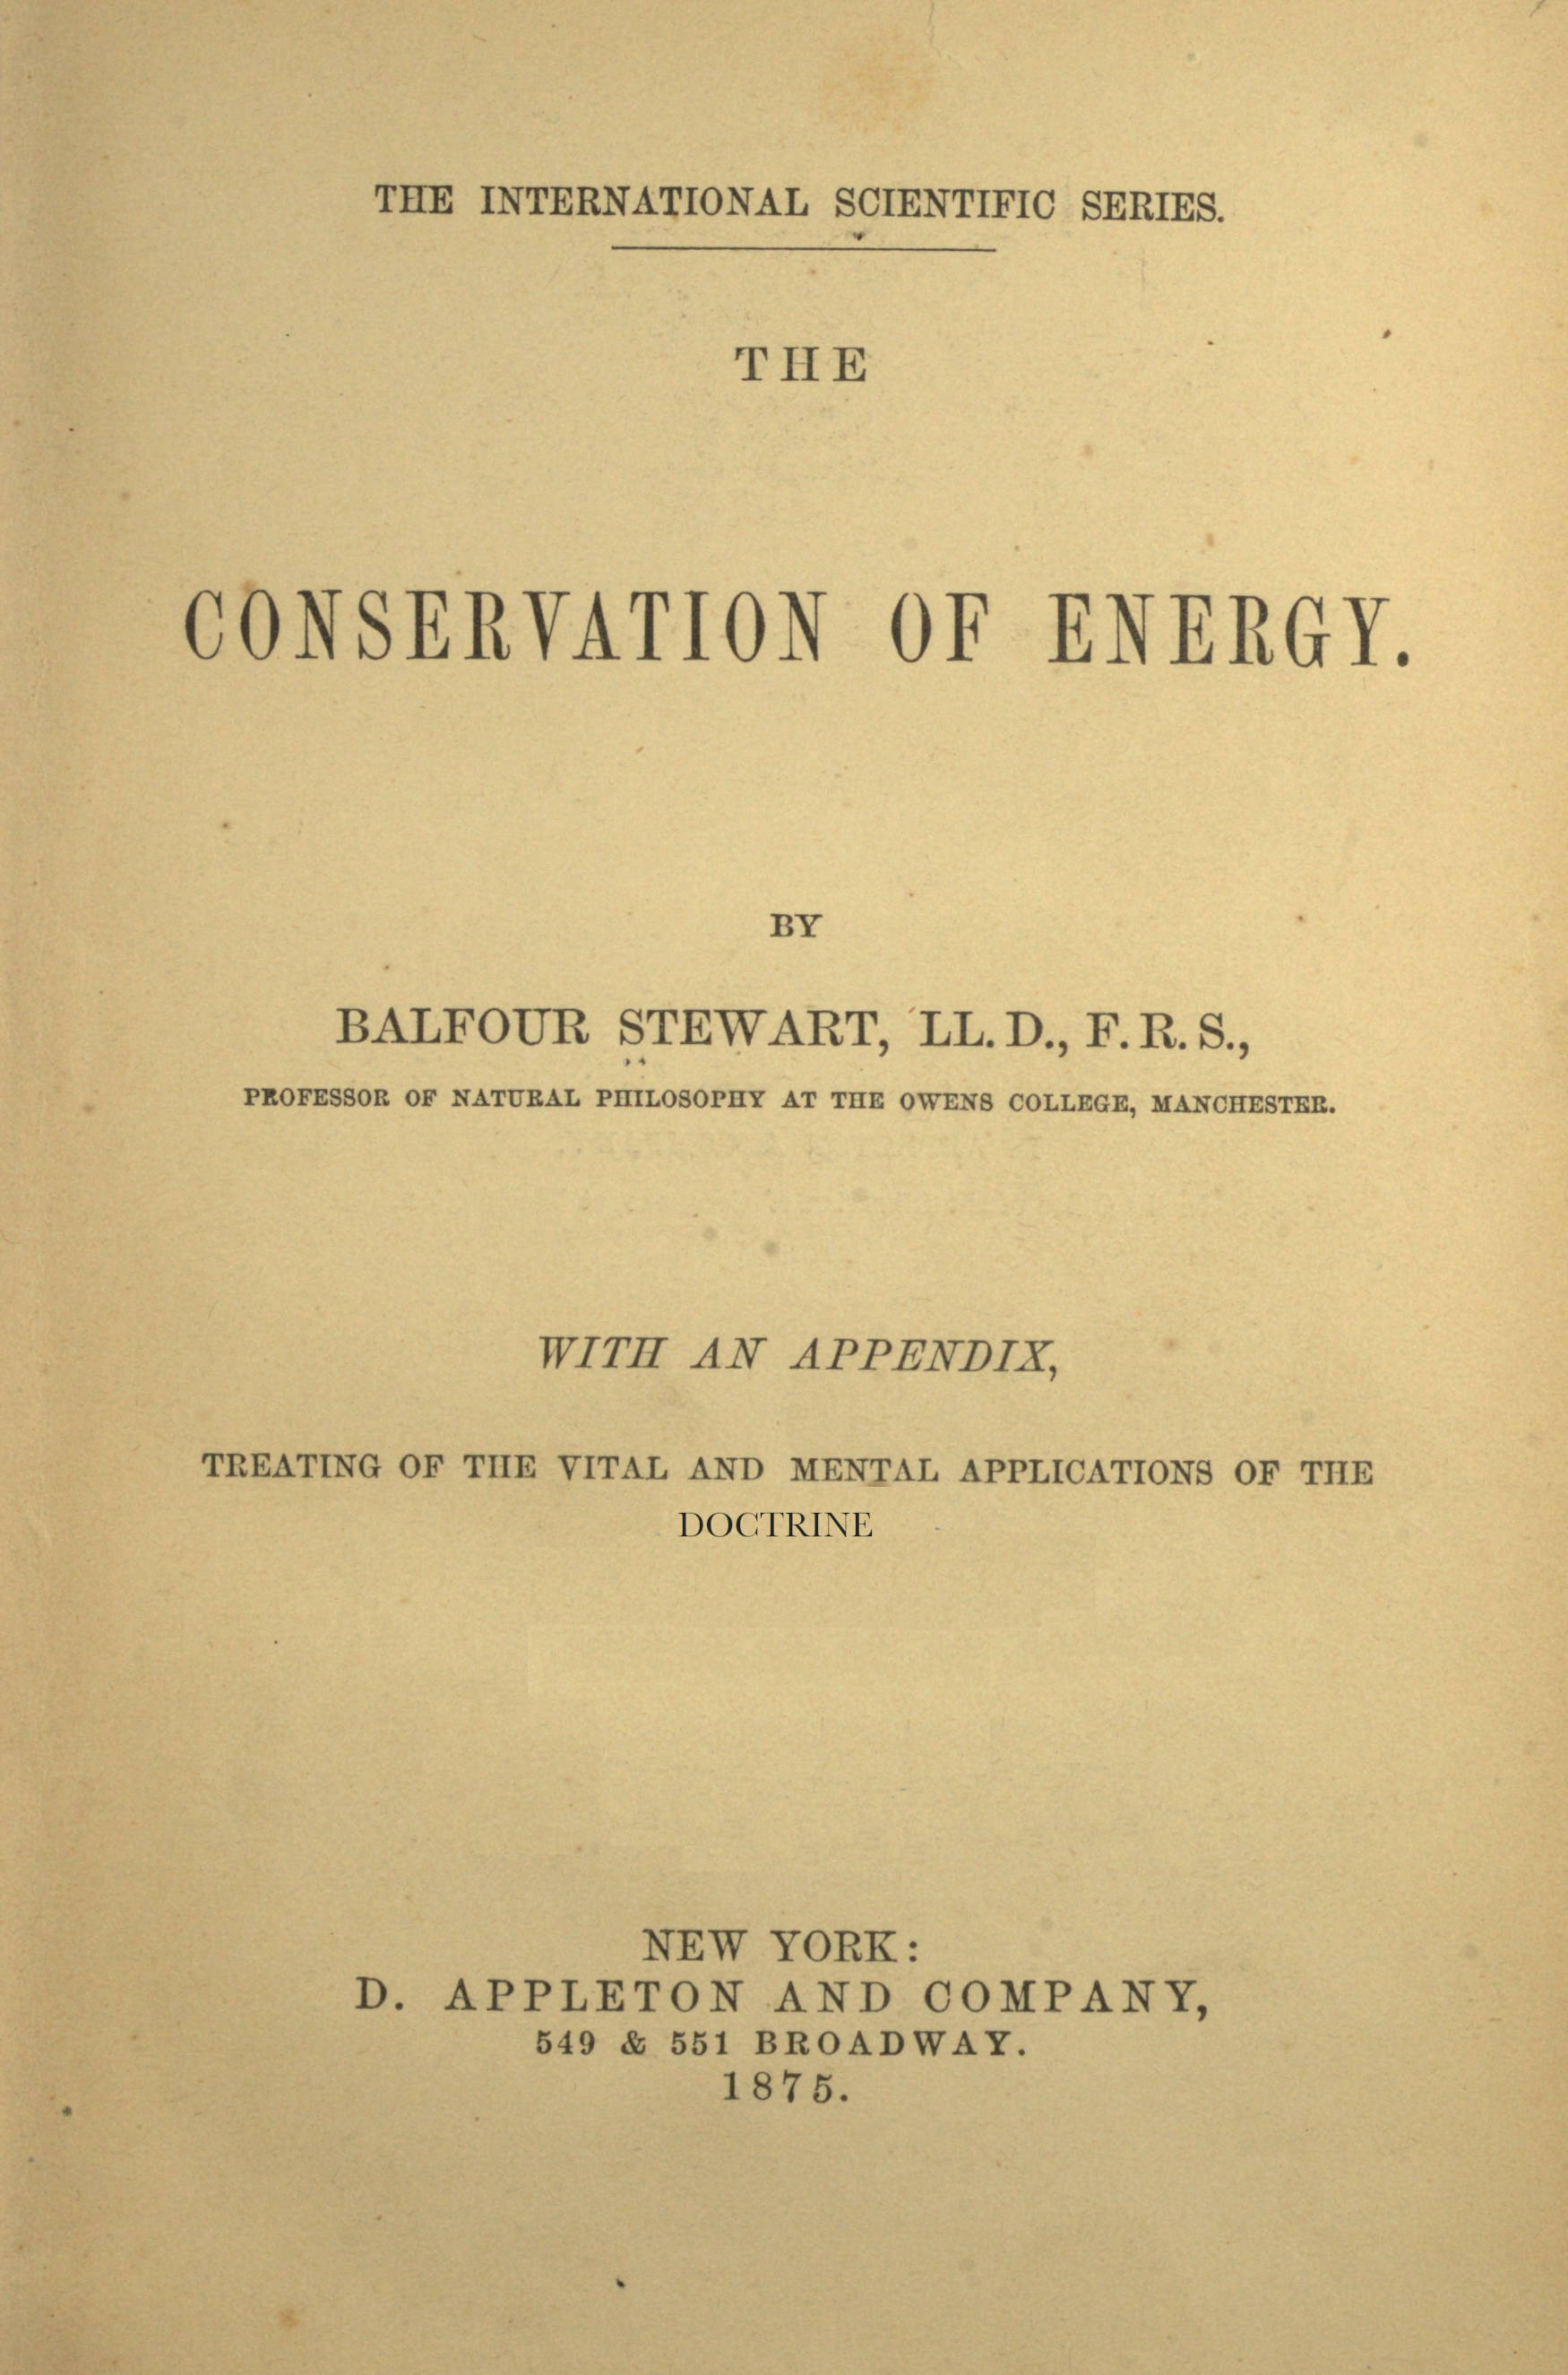 THE INTERNATIONAL SCIENTIFIC SERIES.
THE
CONSERVATION OF ENERGY.
BY
BALFOUR STEWART, LL. D., F. R. S.,
PROFESSOR OF NATURAL PHILOSOPHY AT THE OWENS COLLEGE, MANCHESTER.
WITH AN APPENDIX,
TREATING OF THE VITAL AND MENTAL APPLICATIONS OF THE
DOCTRINE
NEW YORK:
D. APPLETON AND COMPANY,
549 & 551 BROADWAY.
1875.